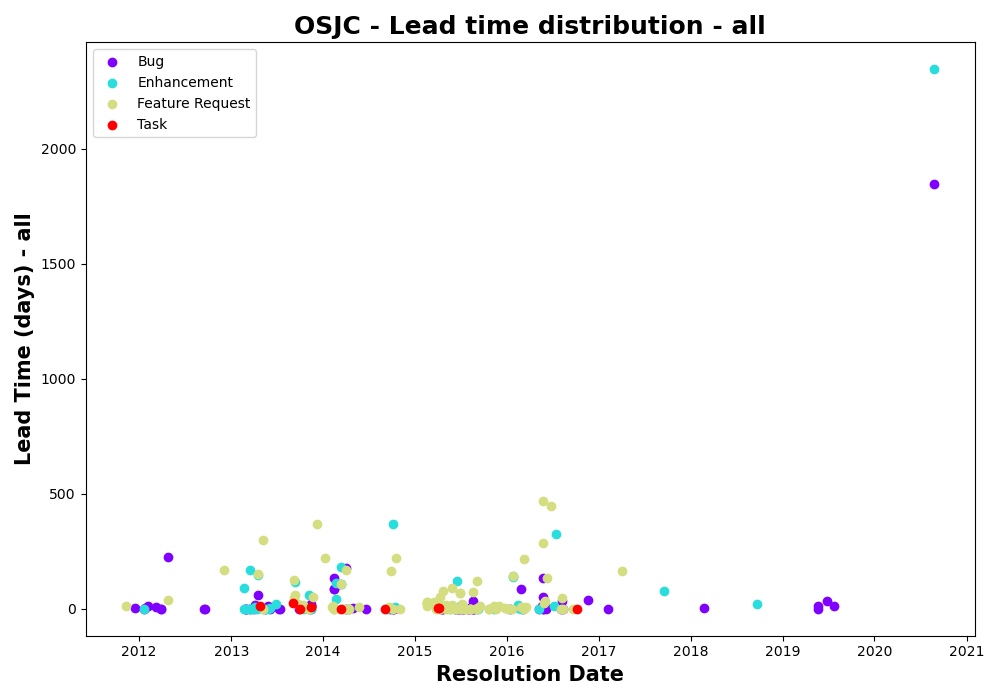 OSJC - Lead time distribution - all
Bug
Enhancement
Feature Request
Task
Lead Time (days) - all
2000
1500
1000
500
0
2012 2013 2014 2015 2016 2017 2018 2019 2020 2021
Resolution Date